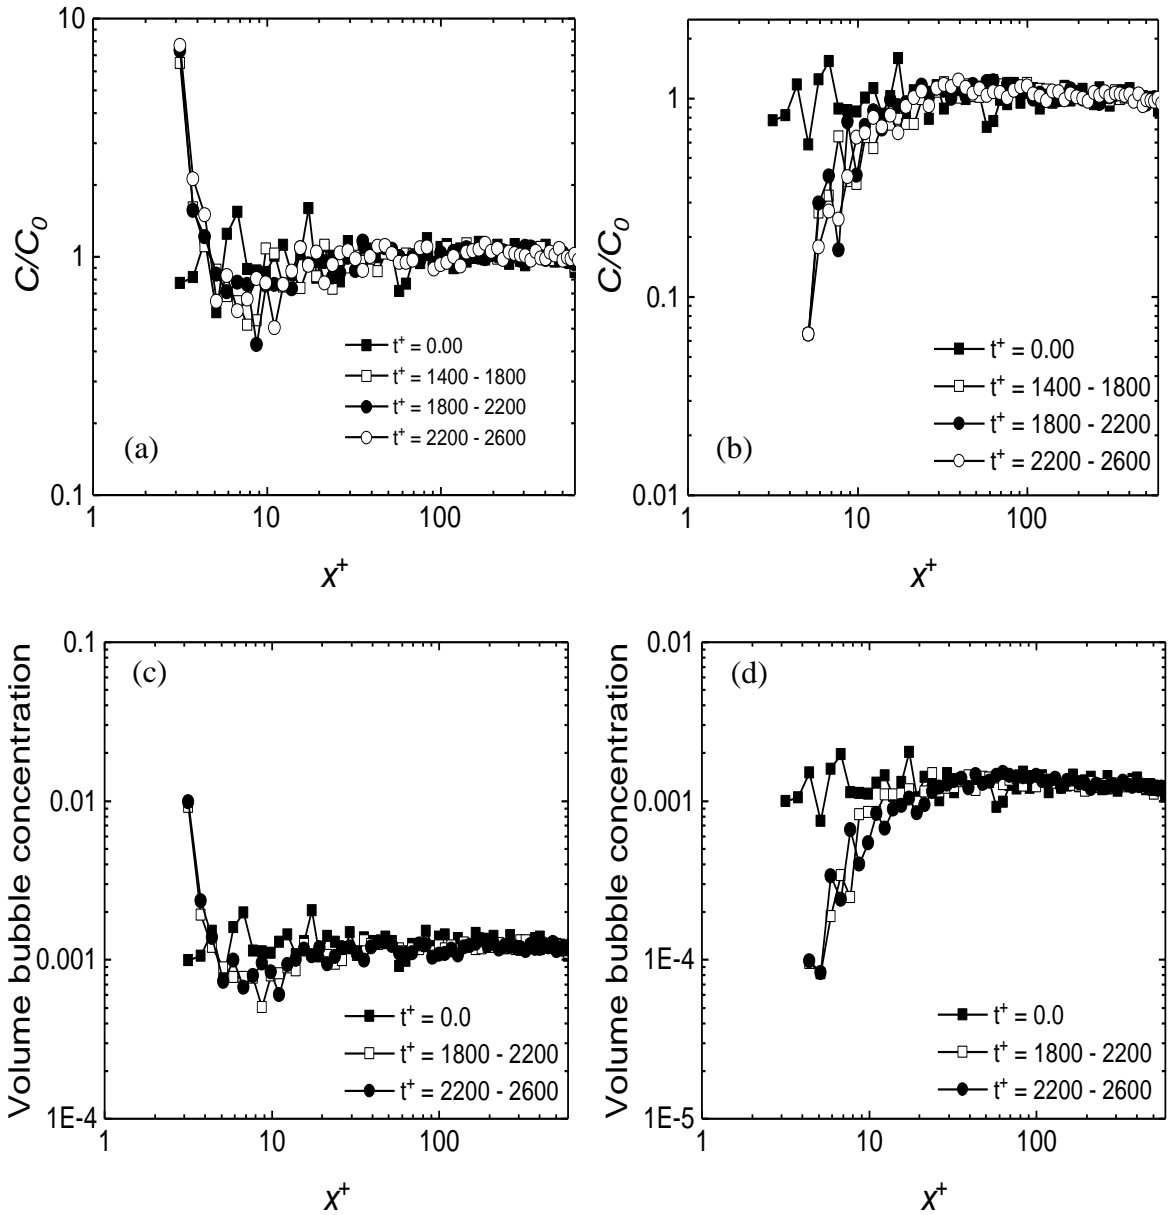 10
1
0.1
C/C₀
(a)
t⁺ = 0.00
t⁺ = 1400 - 1800
t⁺ = 1800 - 2200
t⁺ = 2200 - 2600
1
10
100
x⁺
1
0.1
0.01
C/C₀
(b)
t⁺ = 0.00
t⁺ = 1400 - 1800
t⁺ = 1800 - 2200
t⁺ = 2200 - 2600
1
10
100
x⁺
0.1
0.01
0.001
1E-4
Volume bubble concentration
(c)
t⁺ = 0.0
t⁺ = 1800 - 2200
t⁺ = 2200 - 2600
1
10
100
x⁺
0.01
0.001
1E-4
1E-5
Volume bubble concentration
(d)
t⁺ = 0.0
t⁺ = 1800 - 2200
t⁺ = 2200 - 2600
1
10
100
x⁺